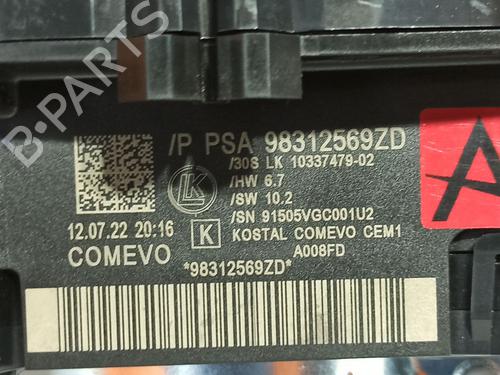 B-PARTS
/P PSA 98312569ZD
/30S LK 10337479-02
/HW 6.7
/SW 10.2
/SN 91505VGC001U2
KOSTAL COMEVO CEM1
A008FD
LK
K
12.07.22 20:16
COMEVO
*98312569ZD*
A